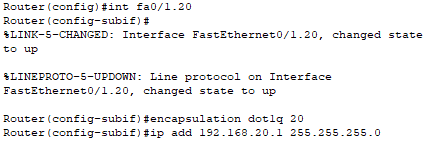 Router(config)#int fa0/1.20
Router(config-subif)#
%LINK-5-CHANGED: Interface FastEthernet0/1.20, changed state
to up
%LINEPROTO-5-UPDOWN: Line protocol on Interface
FastEthernet0/1.20, changed state to up
Router(config-subif)#encapsulation dot1q 20
Router(config-subif)#ip add 192.168.20.1 255.255.255.0